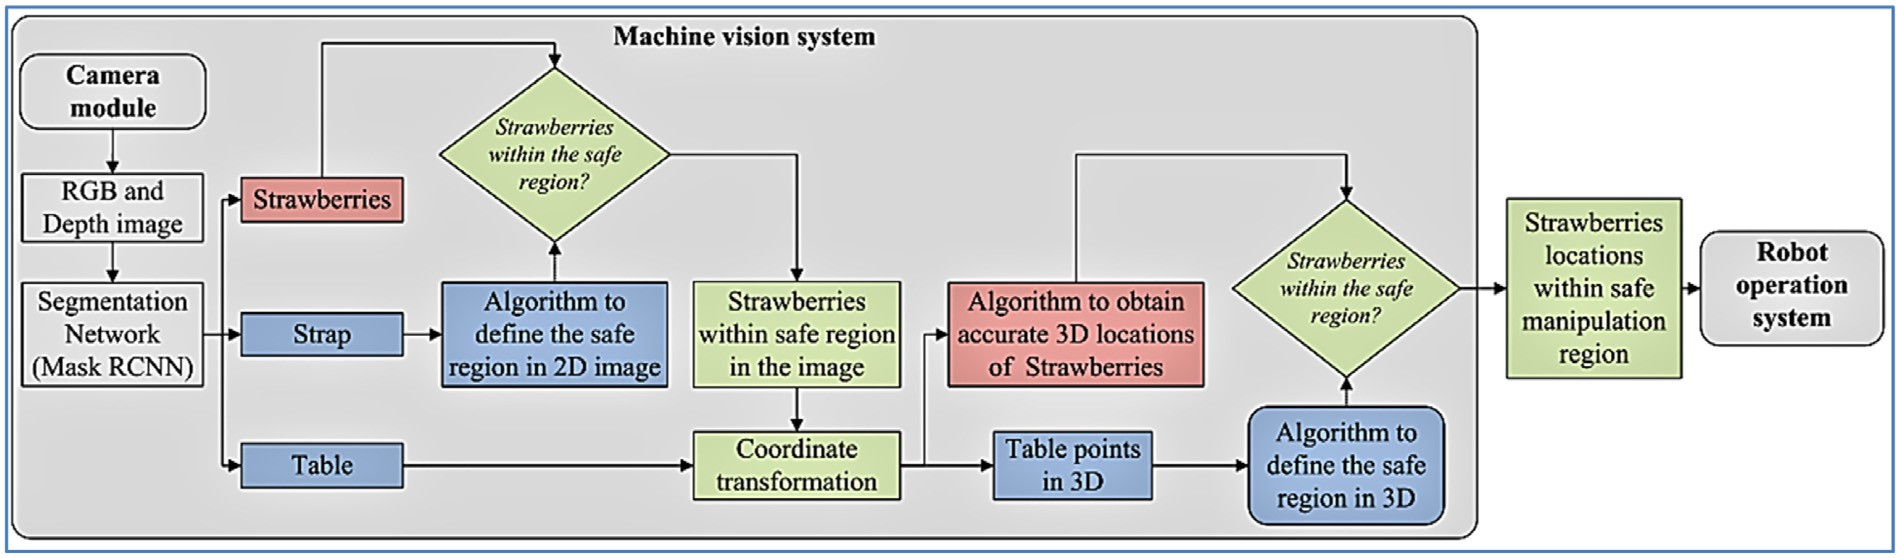 Machine vision system
Camera
module
RGB and
Depth image
Segmentation
Network
(Mask RCNN)
Strawberries
Strap
Table
Strawberries
within the safe
region?
Algorithm to
define the safe
region in 2D image
Strawberries
within safe region
in the image
Coordinate
transformation
Algorithm to obtain
accurate 3D locations
of Strawberries
Table points
in 3D
Strawberries
within the safe
region?
Algorithm to
define the safe
region in 3D
Strawberries
locations
within safe
manipulation
region
Robot
operation
system